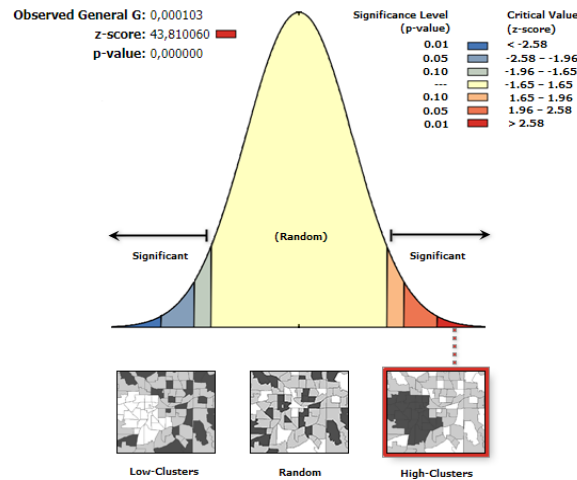 Observed General G: 0,000103
z-score: 43,810060
p-value: 0,000000
Significance Level
(p-value)
Critical Value
(z-score)
0.01 < -2.58
0.05 -2.58 – -1.96
0.10 -1.96 – -1.65
--- -1.65 – 1.65
0.10 1.65 – 1.96
0.05 1.96 – 2.58
0.01 > 2.58
(Random)
Significant Significant
Low-Clusters Random High-Clusters